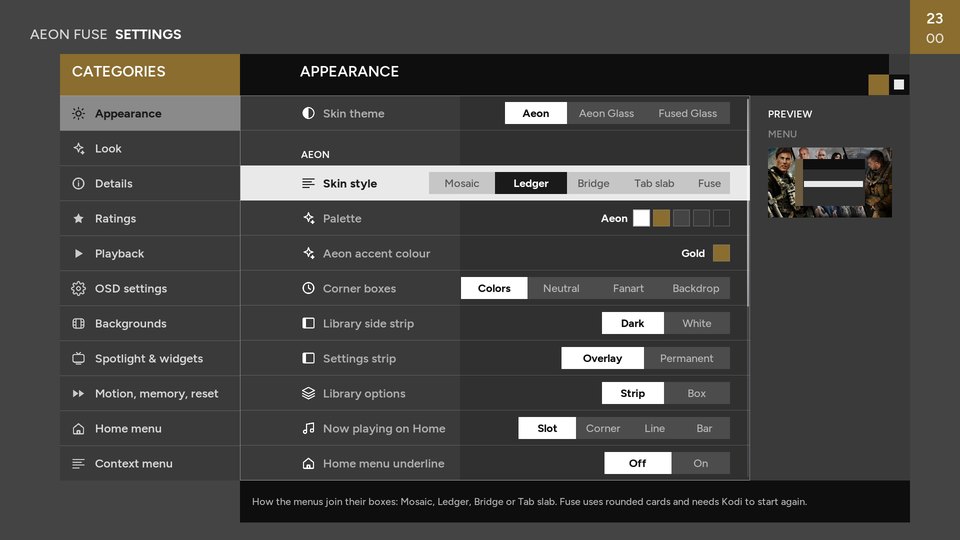 AEON FUSE SETTINGS
23
00
CATEGORIES
Appearance
Look
Details
Ratings
Playback
OSD settings
Backgrounds
Spotlight & widgets
Motion, memory, reset
Home menu
Context menu
APPEARANCE
Skin theme Aeon Aeon Glass Fused Glass
AEON
Skin style Mosaic Ledger Bridge Tab slab Fuse
Palette Aeon
Aeon accent colour Gold
Corner boxes Colors Neutral Fanart Backdrop
Library side strip Dark White
Settings strip Overlay Permanent
Library options Strip Box
Now playing on Home Slot Corner Line Bar
Home menu underline Off On
PREVIEW
MENU
How the menus join their boxes: Mosaic, Ledger, Bridge or Tab slab. Fuse uses rounded cards and needs Kodi to start again.